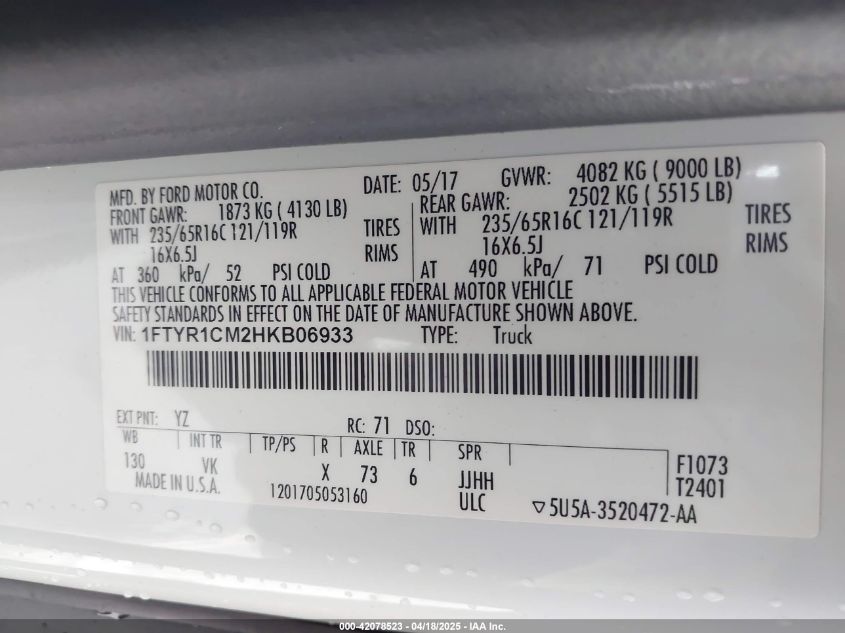 MFD. BY FORD MOTOR CO. DATE: 05/17 GVWR: 4082 KG ( 9000 LB)
FRONT GAWR: 1873 KG ( 4130 LB) REAR GAWR: 2502 KG ( 5515 LB)
WITH 235/65R16C 121/119R TIRES WITH 235/65R16C 121/119R TIRES
16X6.5J RIMS 16X6.5J RIMS
AT 360 kPa/ 52 PSI COLD AT 490 kPa/ 71 PSI COLD
THIS VEHICLE CONFORMS TO ALL APPLICABLE FEDERAL MOTOR VEHICLE
SAFETY STANDARDS IN EFFECT ON THE DATE OF MANUFACTURE SHOWN ABOVE.
VIN: 1FTYR1CM2HKB06933 TYPE: Truck
EXT PNT: YZ RC: 71 DSO:
WB INT TR TP/PS R AXLE TR SPR
130 VK X 73 6 JJHH F1073
MADE IN U.S.A. 1201705053160 ULC T2401
▽5U5A-3520472-AA
000-42078523 - 04/18/2025 - IAA Inc.